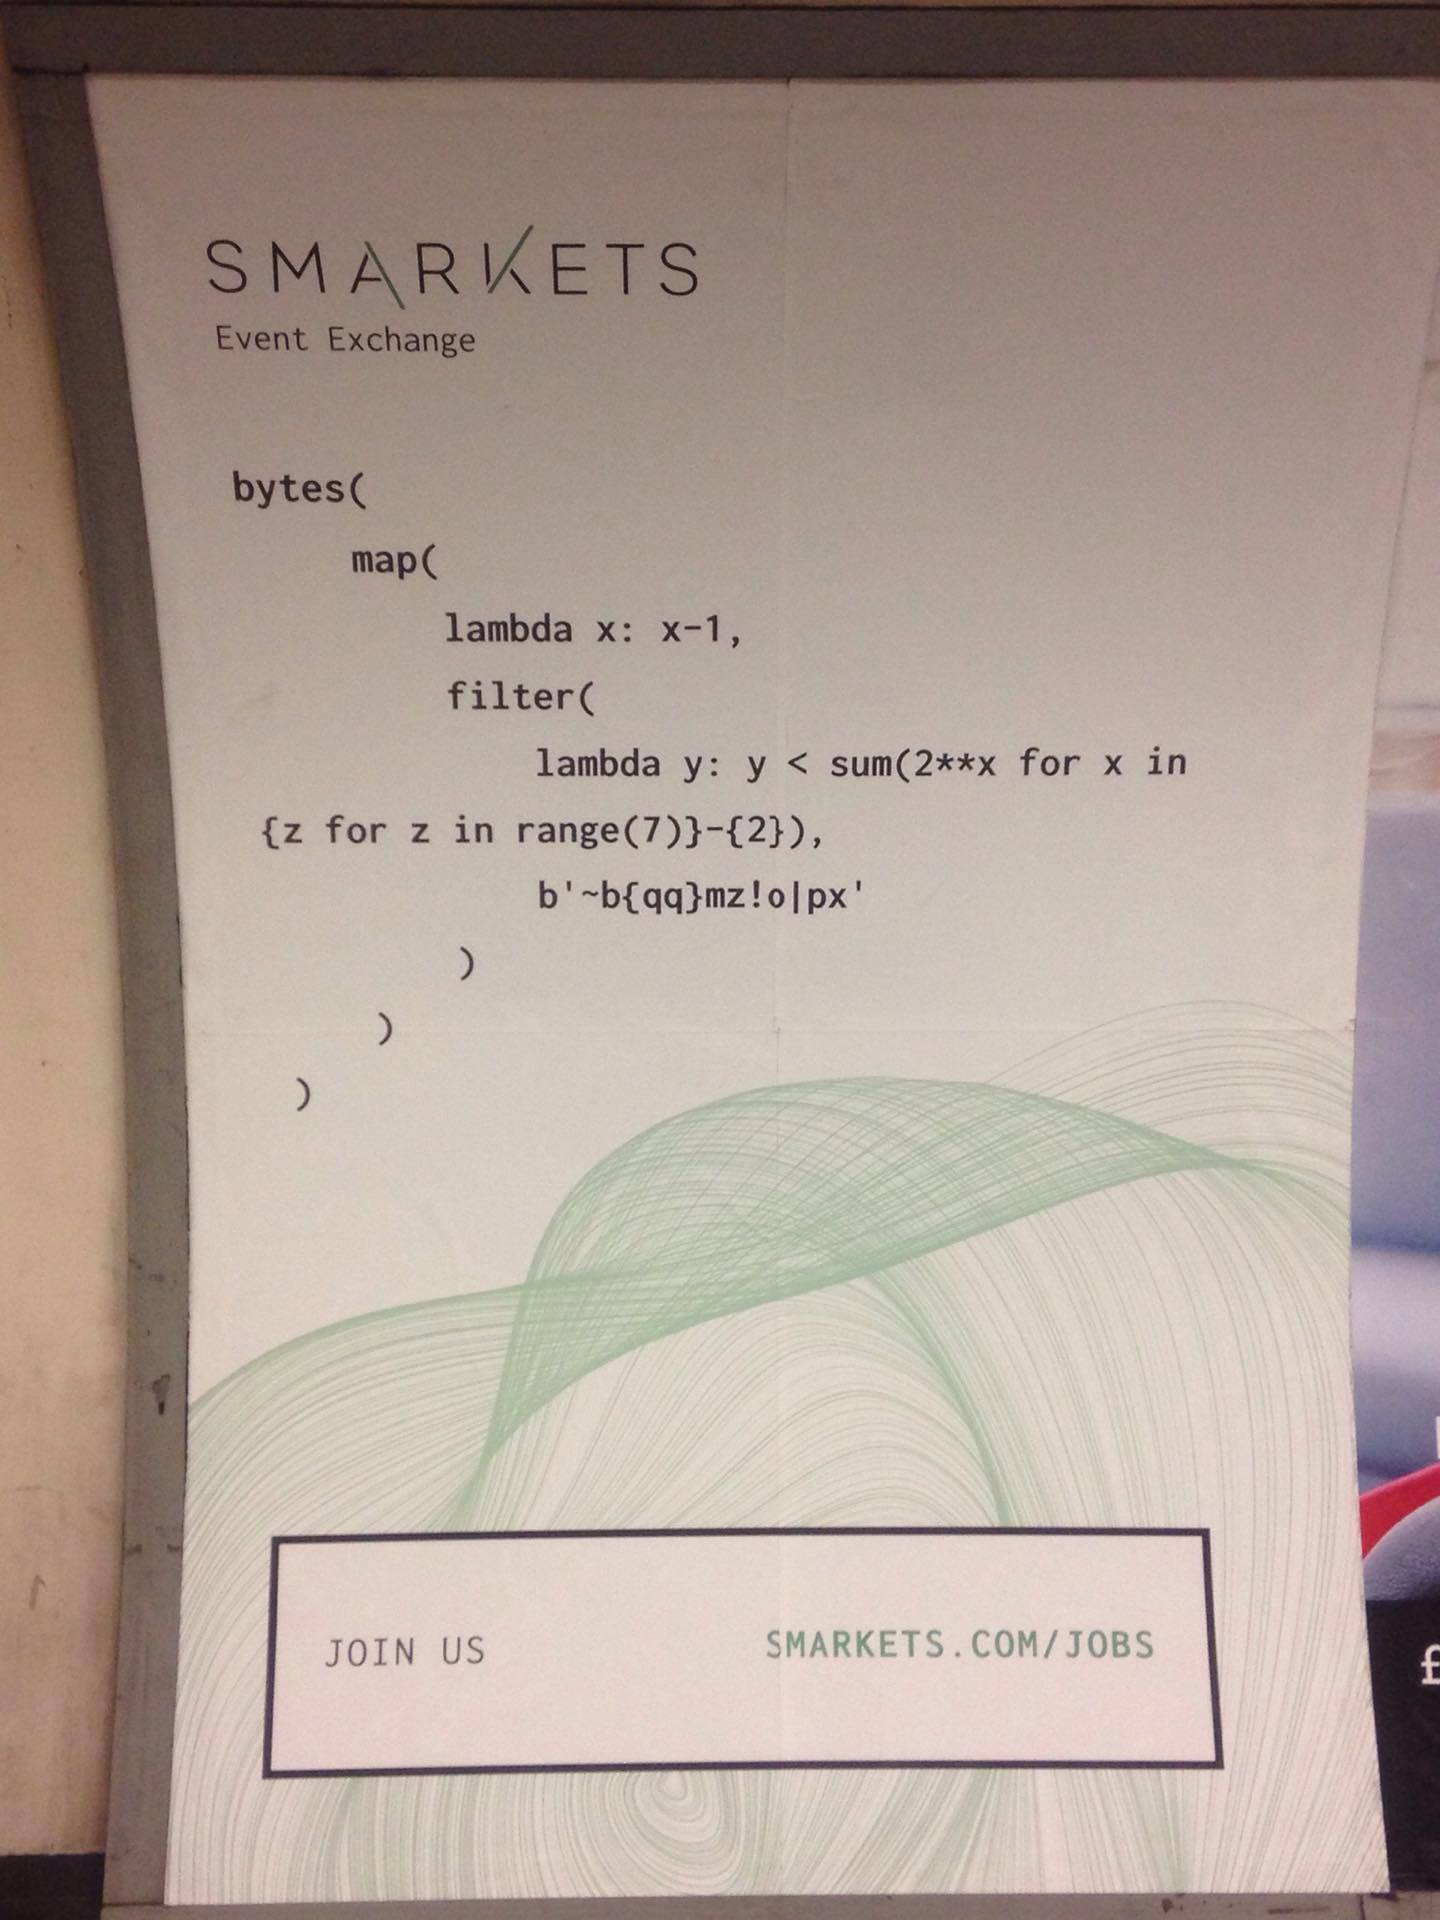 SMARKETS
Event Exchange
bytes(
map(
lambda x: x-1,
filter(
lambda y: y < sum(2**x for x in
{z for z in range(7)}-{2}),
b'~b{qq}mz!o|px'
)
)
)
JOIN US
SMARKETS.COM/JOBS
£